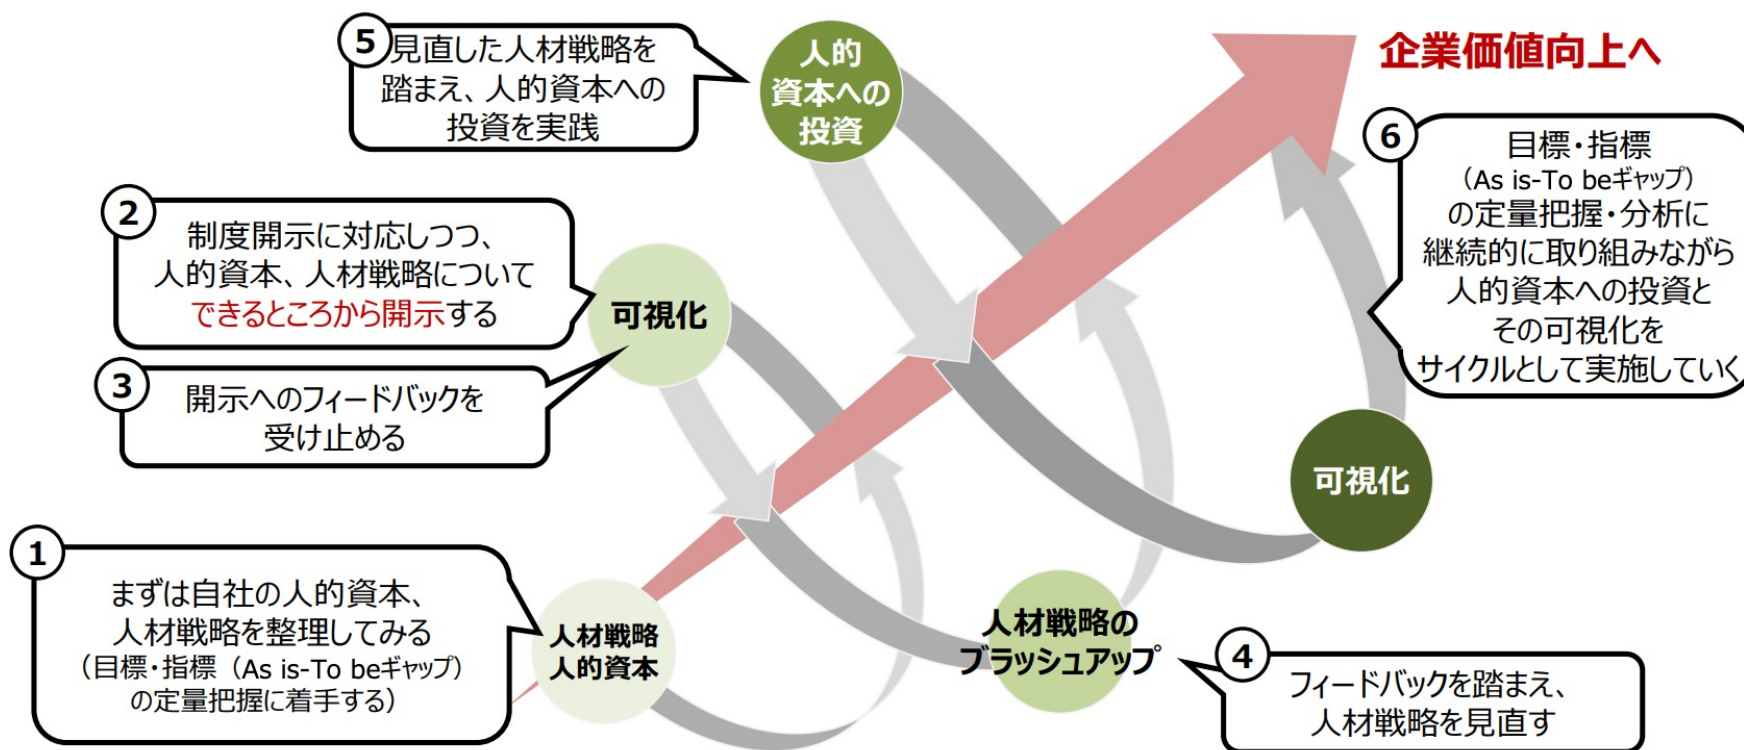 企業価値向上へ
5
見直した人材戦略を
踏まえ、人的資本への
投資を実践
人的
資本への
投資
6
目標・指標
（As is-To beギャップ）
の定量把握・分析に
継続的に取り組みながら
人的資本への投資と
その可視化を
サイクルとして実施していく
2
制度開示に対応しつつ、
人的資本、人材戦略について
できるところから開示する
可視化
3
開示へのフィードバックを
受け止める
可視化
1
まずは自社の人的資本、
人材戦略を整理してみる
（目標・指標（As is-To beギャップ）
の定量把握に着手する）
人材戦略
人的資本
人材戦略の
ブラッシュアップ
4
フィードバックを踏まえ、
人材戦略を見直す